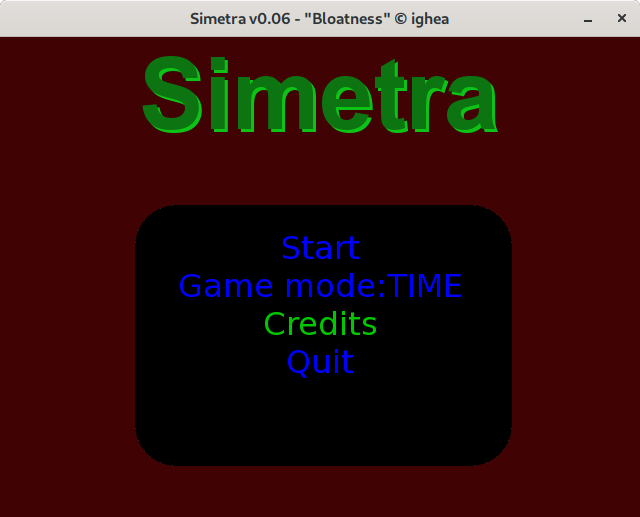 Simetra v0.06 - "Bloatness" © ighea
Simetra
Start
Game mode:TIME
Credits
Quit